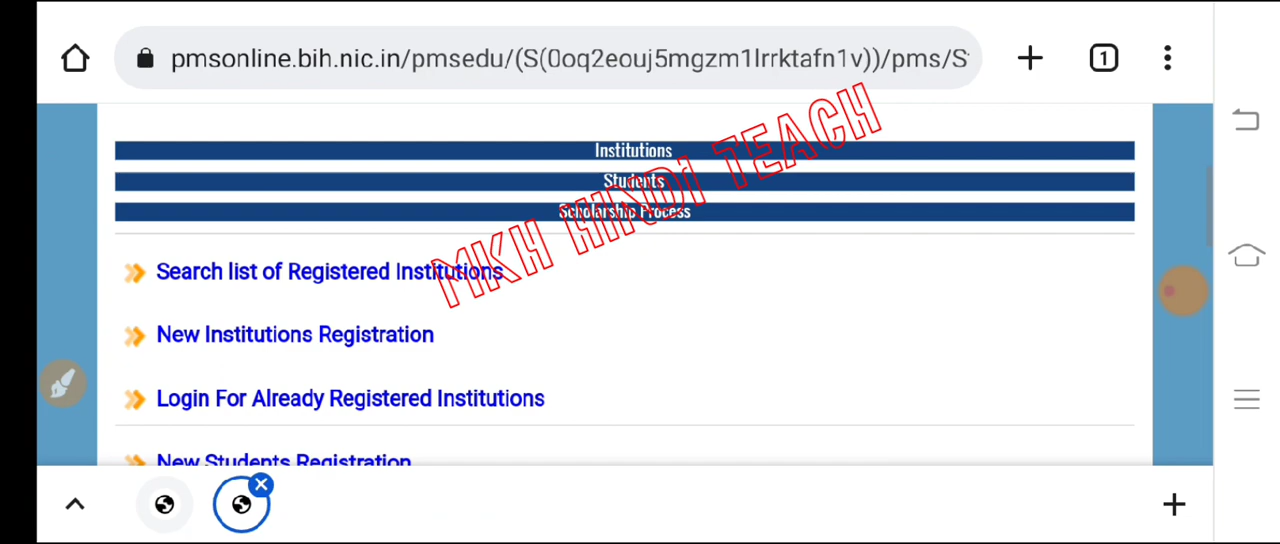 pmsonline.bih.nic.in/pmsedu/(S(0oq2eouj5mgzm1lrrktafn1v))/pms/S
1
Institutions
Students
Scholarship Process
MKH HINDI TEACH
Search list of Registered Institutions
New Institutions Registration
Login For Already Registered Institutions
New Students Registration